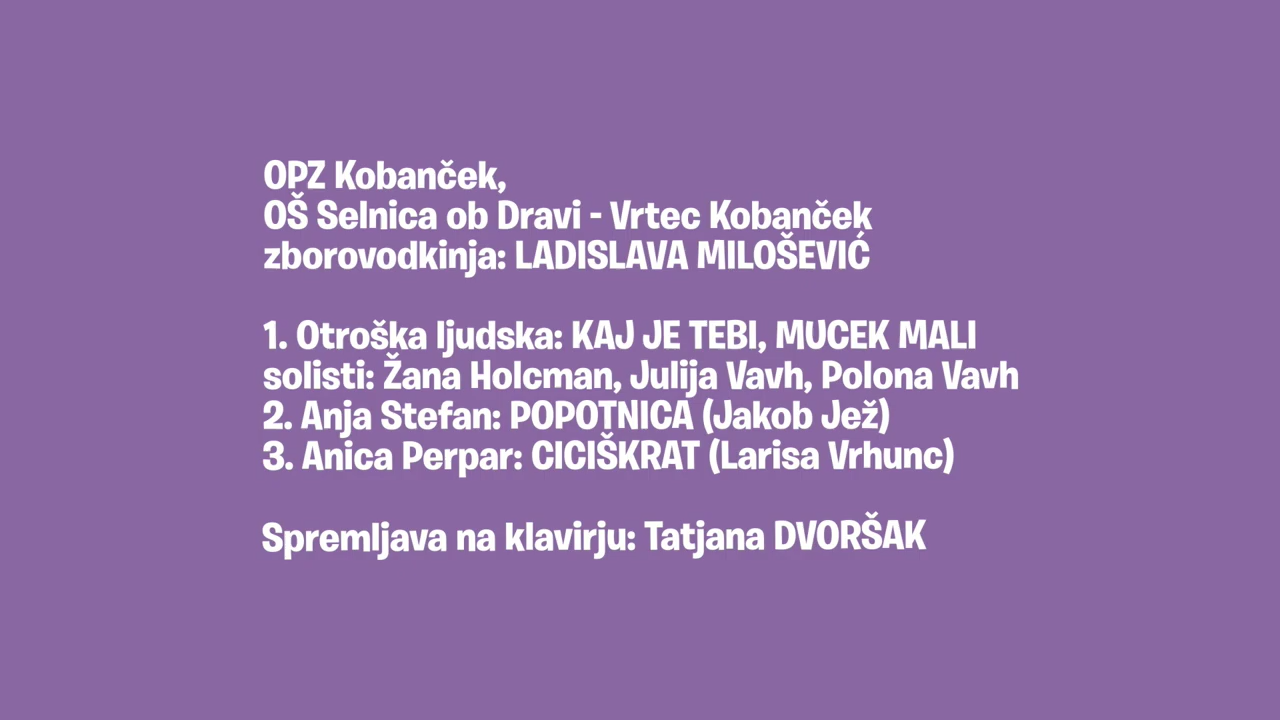 OPZ Kobanček,
OŠ Selnica ob Dravi - Vrtec Kobanček
zborovodkinja: LADISLAVA MILOŠEVIĆ
1. Otroška ljudska: KAJ JE TEBI, MUCEK MALI
solisti: Žana Holcman, Julija Vavh, Polona Vavh
2. Anja Stefan: POPOTNICA (Jakob Jež)
3. Anica Perpar: CICIŠKRAT (Larisa Vrhunc)
Spremljava na klavirju: Tatjana DVORŠAK